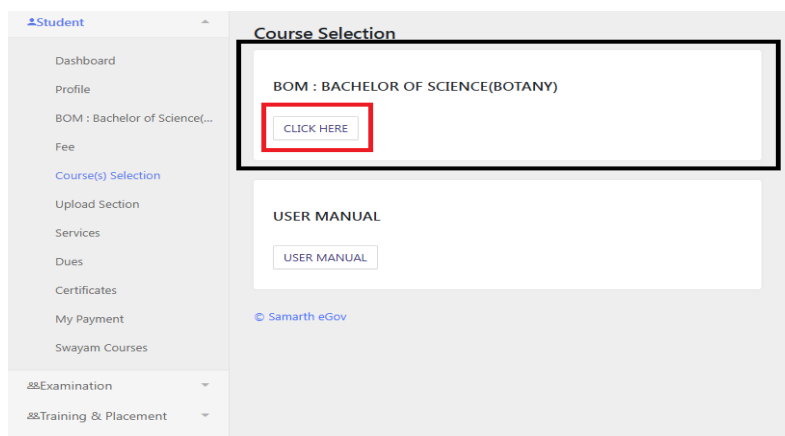 Student
Dashboard
Profile
BOM : Bachelor of Science(...
Fee
Course(s) Selection
Upload Section
Services
Dues
Certificates
My Payment
Swayam Courses
Examination
Training & Placement
Course Selection
BOM : BACHELOR OF SCIENCE(BOTANY)
CLICK HERE
USER MANUAL
USER MANUAL
© Samarth eGov